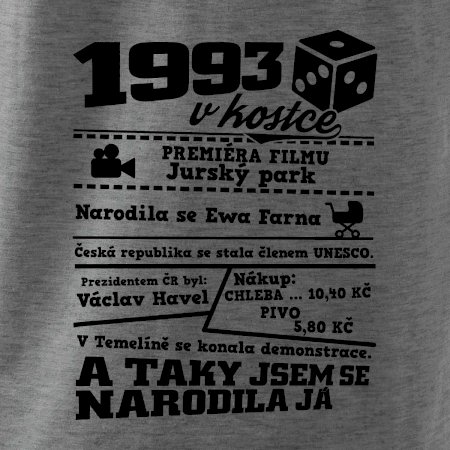 1993
v kostce
PREMIÉRA FILMU
Jurský park
Narodila se Ewa Farna
Česká republika se stala členem UNESCO.
Prezidentem ČR byl:
Václav Havel
Nákup:
CHLEBA ... 10,40 KČ
PIVO
5,80 KČ
V Temelíně se konala demonstrace.
A TAKY JSEM SE
NARODILA JÁ